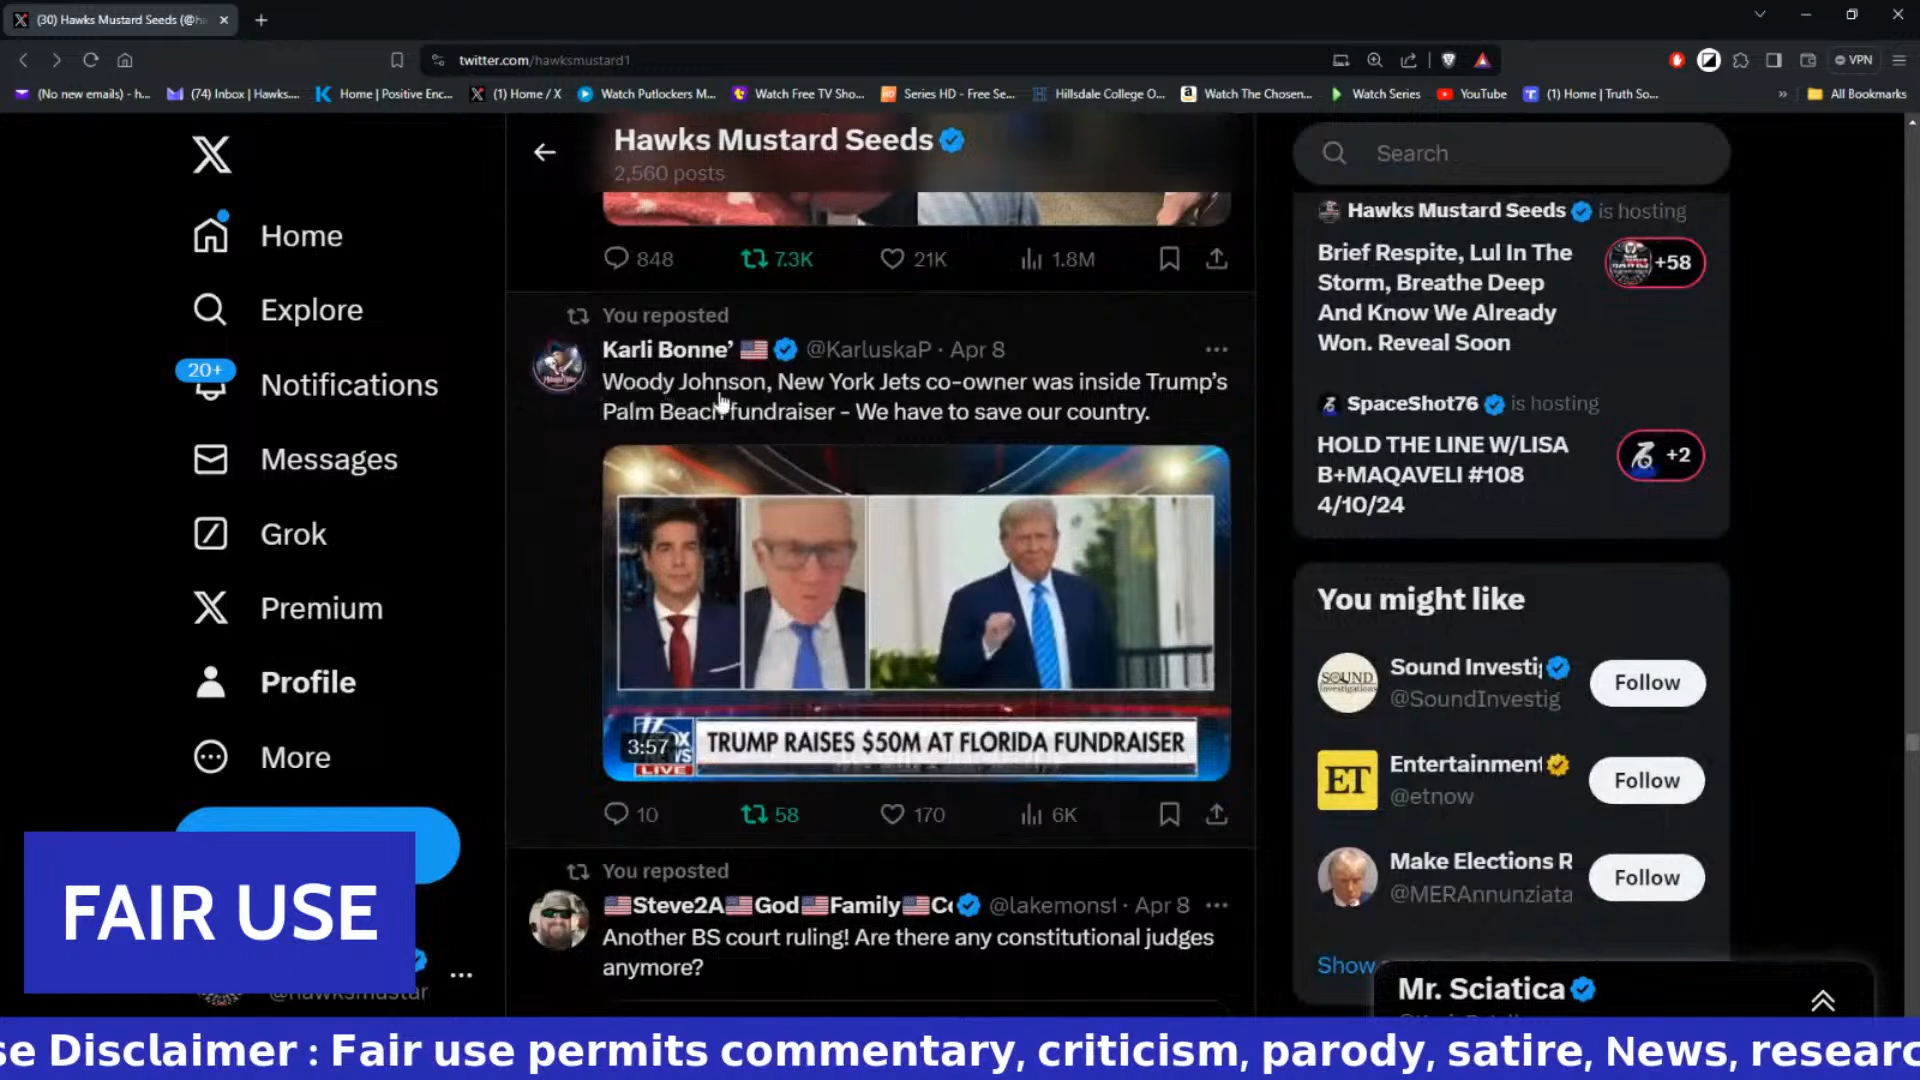 (30) Hawks Mustard Seeds (@h
twitter.com/hawksmustard1
VPN
(No new emails) - h...
(74) Inbox | Hawks....
Home | Positive Enc...
(1) Home / X
Watch Putlockers M...
Watch Free TV Sho...
Series HD - Free Se...
Hillsdale College O...
Watch The Chosen...
Watch Series
YouTube
(1) Home | Truth So...
All Bookmarks
Hawks Mustard Seeds
2,560 posts
Home
Explore
20+
Notifications
Messages
Grok
Premium
Profile
More
848
7.3K
21K
1.8M
You reposted
Karli Bonne’ 🇺🇸 @KarluskaP · Apr 8
Woody Johnson, New York Jets co-owner was inside Trump’s
Palm Beach fundraiser - We have to save our country.
3:57
LIVE
TRUMP RAISES $50M AT FLORIDA FUNDRAISER
10
58
170
6K
You reposted
🇺🇸Steve2A🇺🇸God🇺🇸Family🇺🇸C @lakemons · Apr 8
Another BS court ruling! Are there any constitutional judges
anymore?
Search
Hawks Mustard Seeds is hosting
Brief Respite, Lul In The
Storm, Breathe Deep
And Know We Already
Won. Reveal Soon
+58
SpaceShot76 is hosting
HOLD THE LINE W/LISA
B+MAQAVELI #108
4/10/24
+2
You might like
SOUND
Investigations
Sound Investig
@SoundInvestig
Follow
ET
Entertainment
@etnow
Follow
Make Elections R
@MERAnnunziata
Follow
Show
Mr. Sciatica
FAIR USE
@hawksmustar
se Disclaimer : Fair use permits commentary, criticism, parody, satire, News, researc